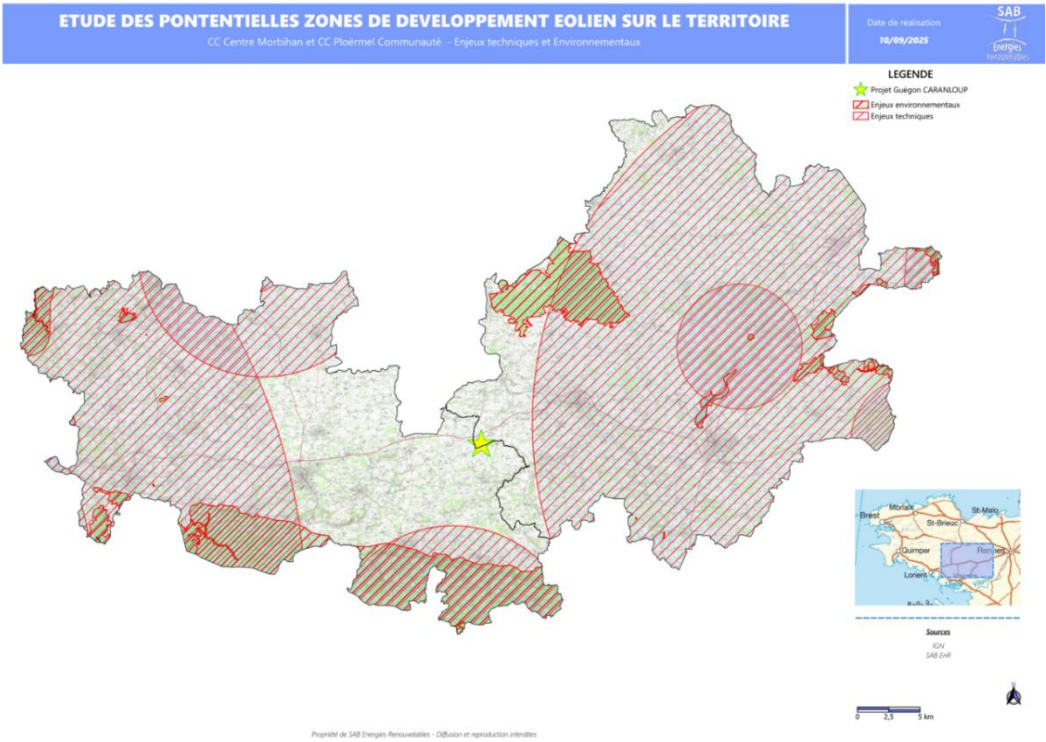 ETUDE DES PONTENTIELLES ZONES DE DEVELOPPEMENT EOLIEN SUR LE TERRITOIRE
CC Centre Morbihan et CC Ploërmel Communauté - Enjeux techniques et Environnementaux
Date de réalisation
10/09/2025
SAB
Energies
renouvelables
LEGENDE
Projet Guégon CARANLOUP
Enjeux environnementaux
Enjeux techniques
Brest
Morlaix
St-Malo
St-Brieuc
Quimper
Rennes
Lorient
Sources
IGN
SAB EnR
N
0 2,5 5 km
Propriété de SAB Energies Renouvelables - Diffusion et reproduction interdites